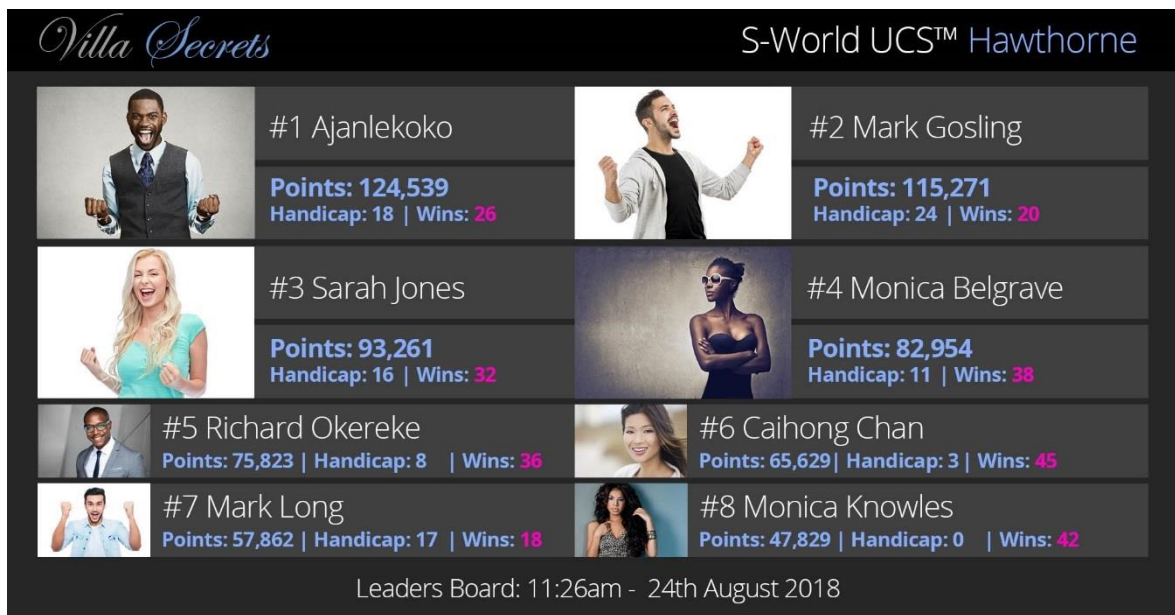 Villa Secrets
S-World UCS™ Hawthorne
#1 Ajanlekoko
Points: 124,539
Handicap: 18 | Wins: 26
#2 Mark Gosling
Points: 115,271
Handicap: 24 | Wins: 20
#3 Sarah Jones
Points: 93,261
Handicap: 16 | Wins: 32
#4 Monica Belgrave
Points: 82,954
Handicap: 11 | Wins: 38
#5 Richard Okereke
Points: 75,823 | Handicap: 8 | Wins: 36
#6 Caihong Chan
Points: 65,629| Handicap: 3| Wins: 45
#7 Mark Long
Points: 57,862 | Handicap: 17 | Wins: 18
#8 Monica Knowles
Points: 47,829 | Handicap: 0 | Wins: 42
Leaders Board: 11:26am - 24th August 2018